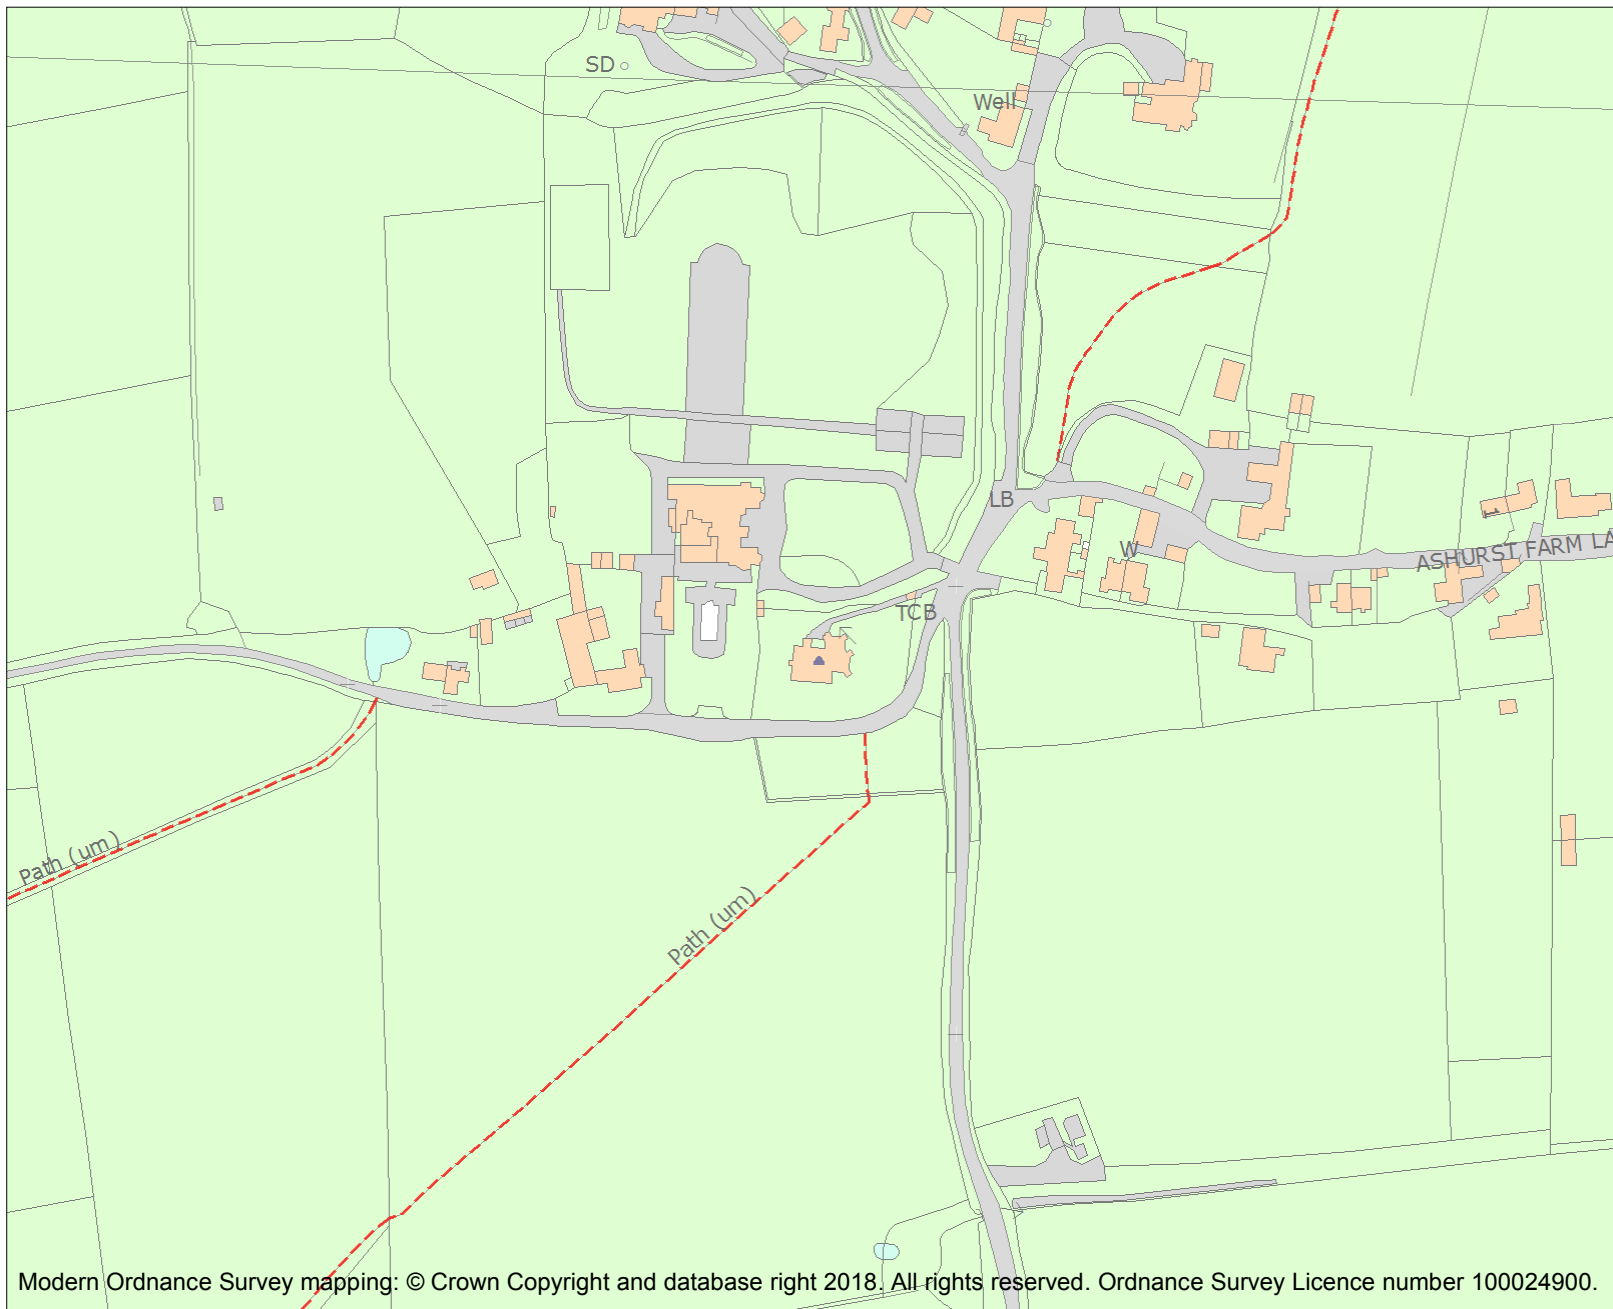 SD
Well
LB
1
W
ASHURST FARM LA
TCB
Path (um)
Path (um)
Modern Ordnance Survey mapping: © Crown Copyright and database right 2018. All rights reserved. Ordnance Survey Licence number 100024900.